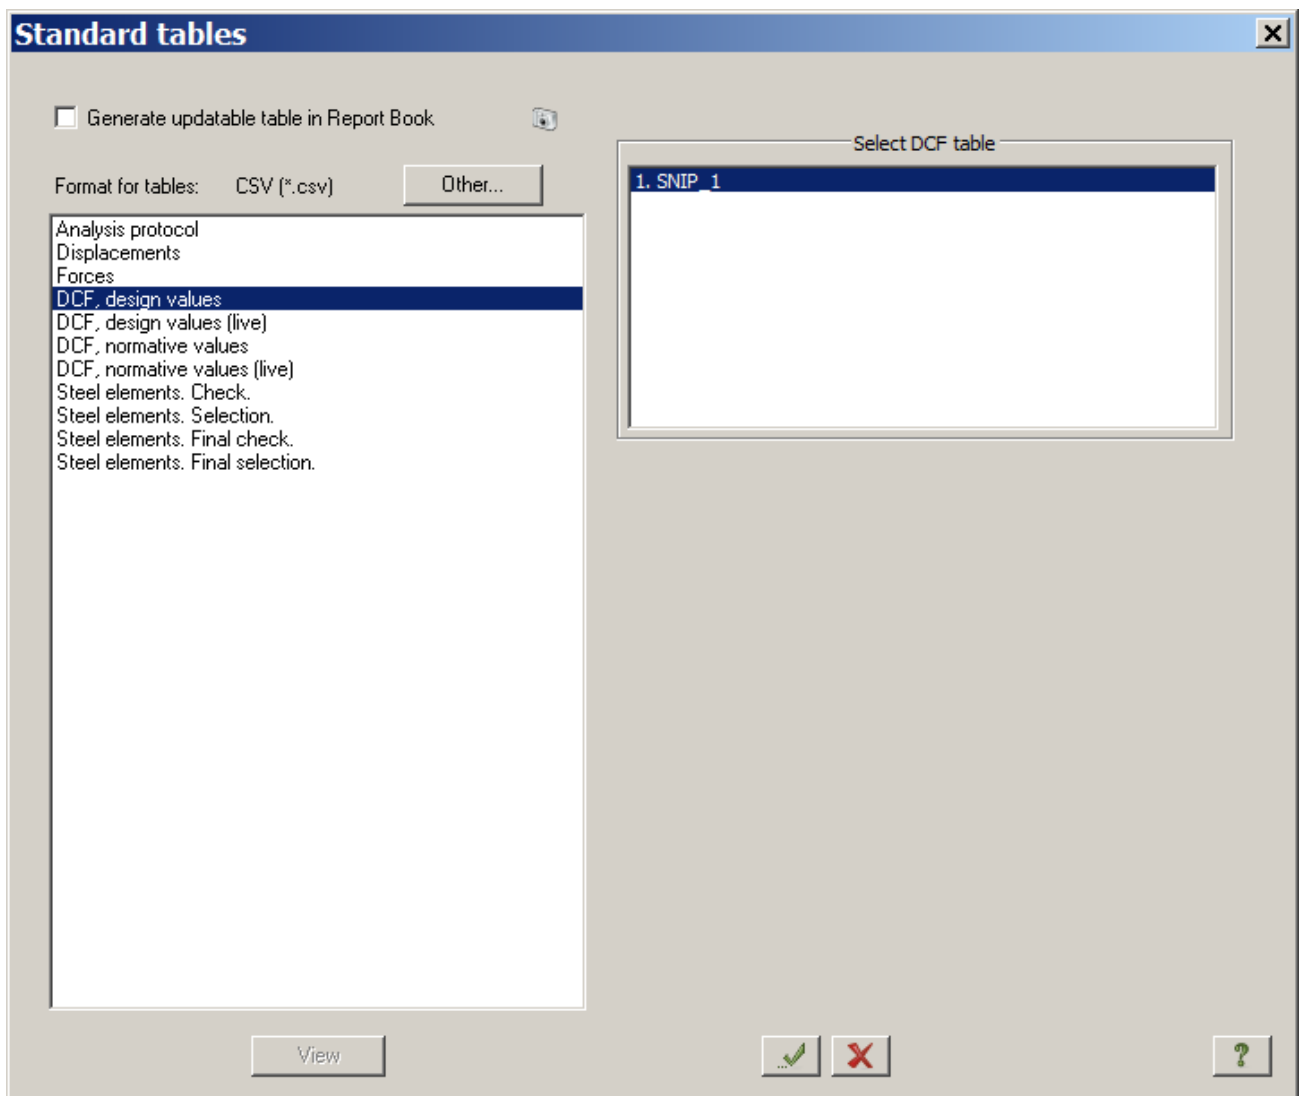 Standard tables
Generate updatable table in Report Book
Format for tables: CSV (*.csv) Other...
Analysis protocol
Displacements
Forces
DCF, design values
DCF, design values (live)
DCF, normative values
DCF, normative values (live)
Steel elements. Check.
Steel elements. Selection.
Steel elements. Final check.
Steel elements. Final selection.
Select DCF table
1. SNIP_1
View
...
?